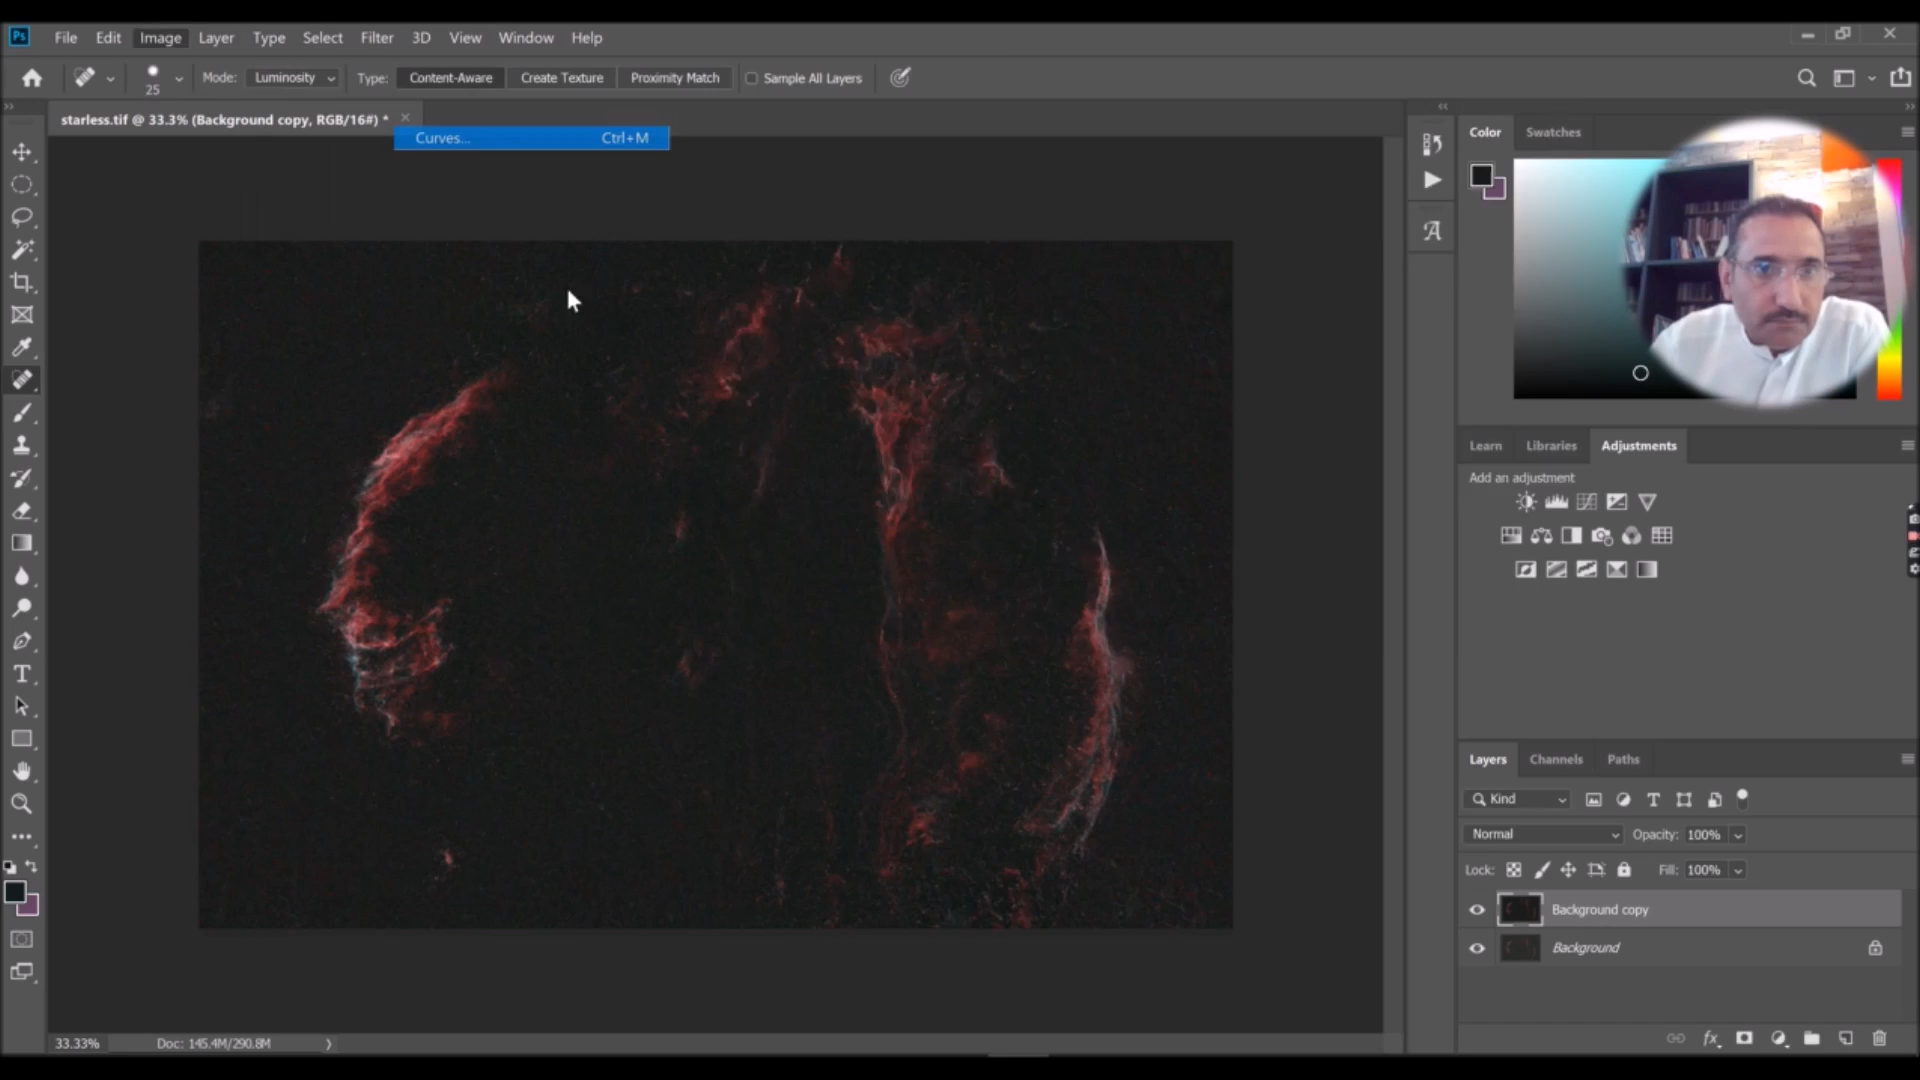 Ps File Edit Image Layer Type Select Filter 3D View Window Help
25 Mode: Luminosity Type: Content-Aware Create Texture Proximity Match Sample All Layers
starless.tif @ 33.3% (Background copy, RGB/16#) *
Curves... Ctrl+M
Color Swatches
Learn Libraries Adjustments
Add an adjustment
Layers Channels Paths
Kind
Normal Opacity: 100%
Lock: Fill: 100%
Background copy
Background
33.33% Doc: 145.4M/290.8M